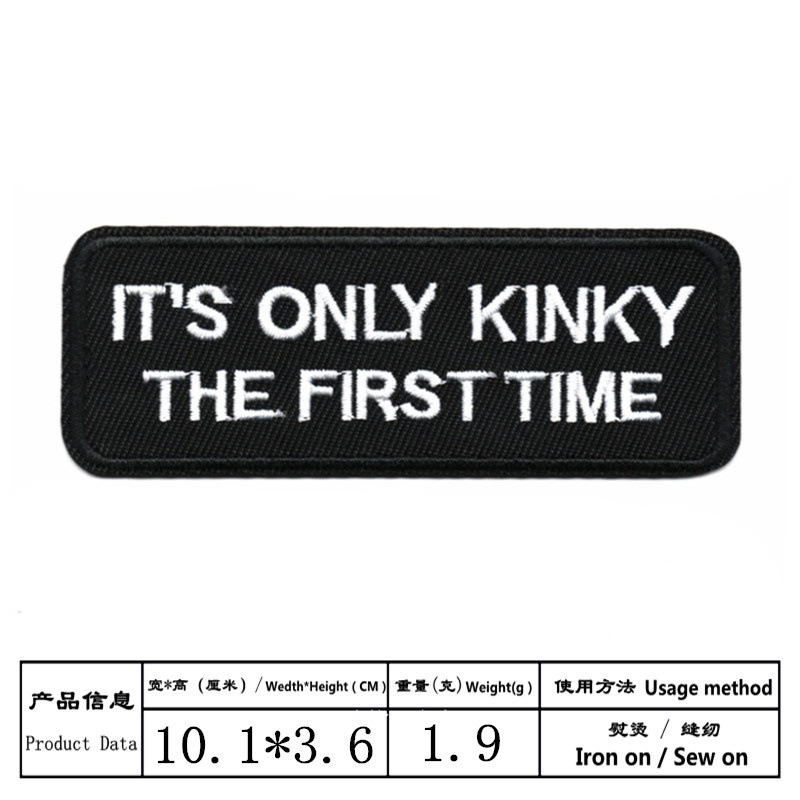 IT'S ONLY KINKY
THE FIRST TIME
产品信息
Product Data
宽*高（厘米）/ Wedth*Height ( CM )
10.1*3.6
重量(克) Weight(g)
1.9
使用方法 Usage method
熨烫 / 缝纫
Iron on / Sew on